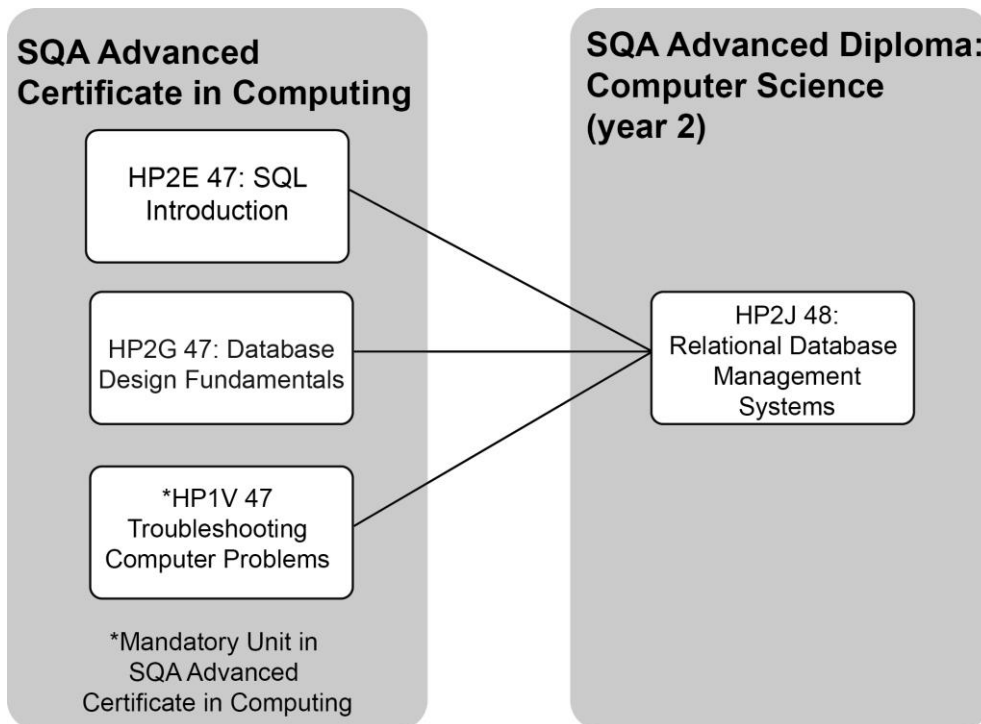 SQA Advanced
Certificate in Computing
HP2E 47: SQL
Introduction
HP2G 47: Database
Design Fundamentals
*HP1V 47
Troubleshooting
Computer Problems
*Mandatory Unit in
SQA Advanced
Certificate in Computing
SQA Advanced Diploma:
Computer Science
(year 2)
HP2J 48:
Relational Database
Management
Systems